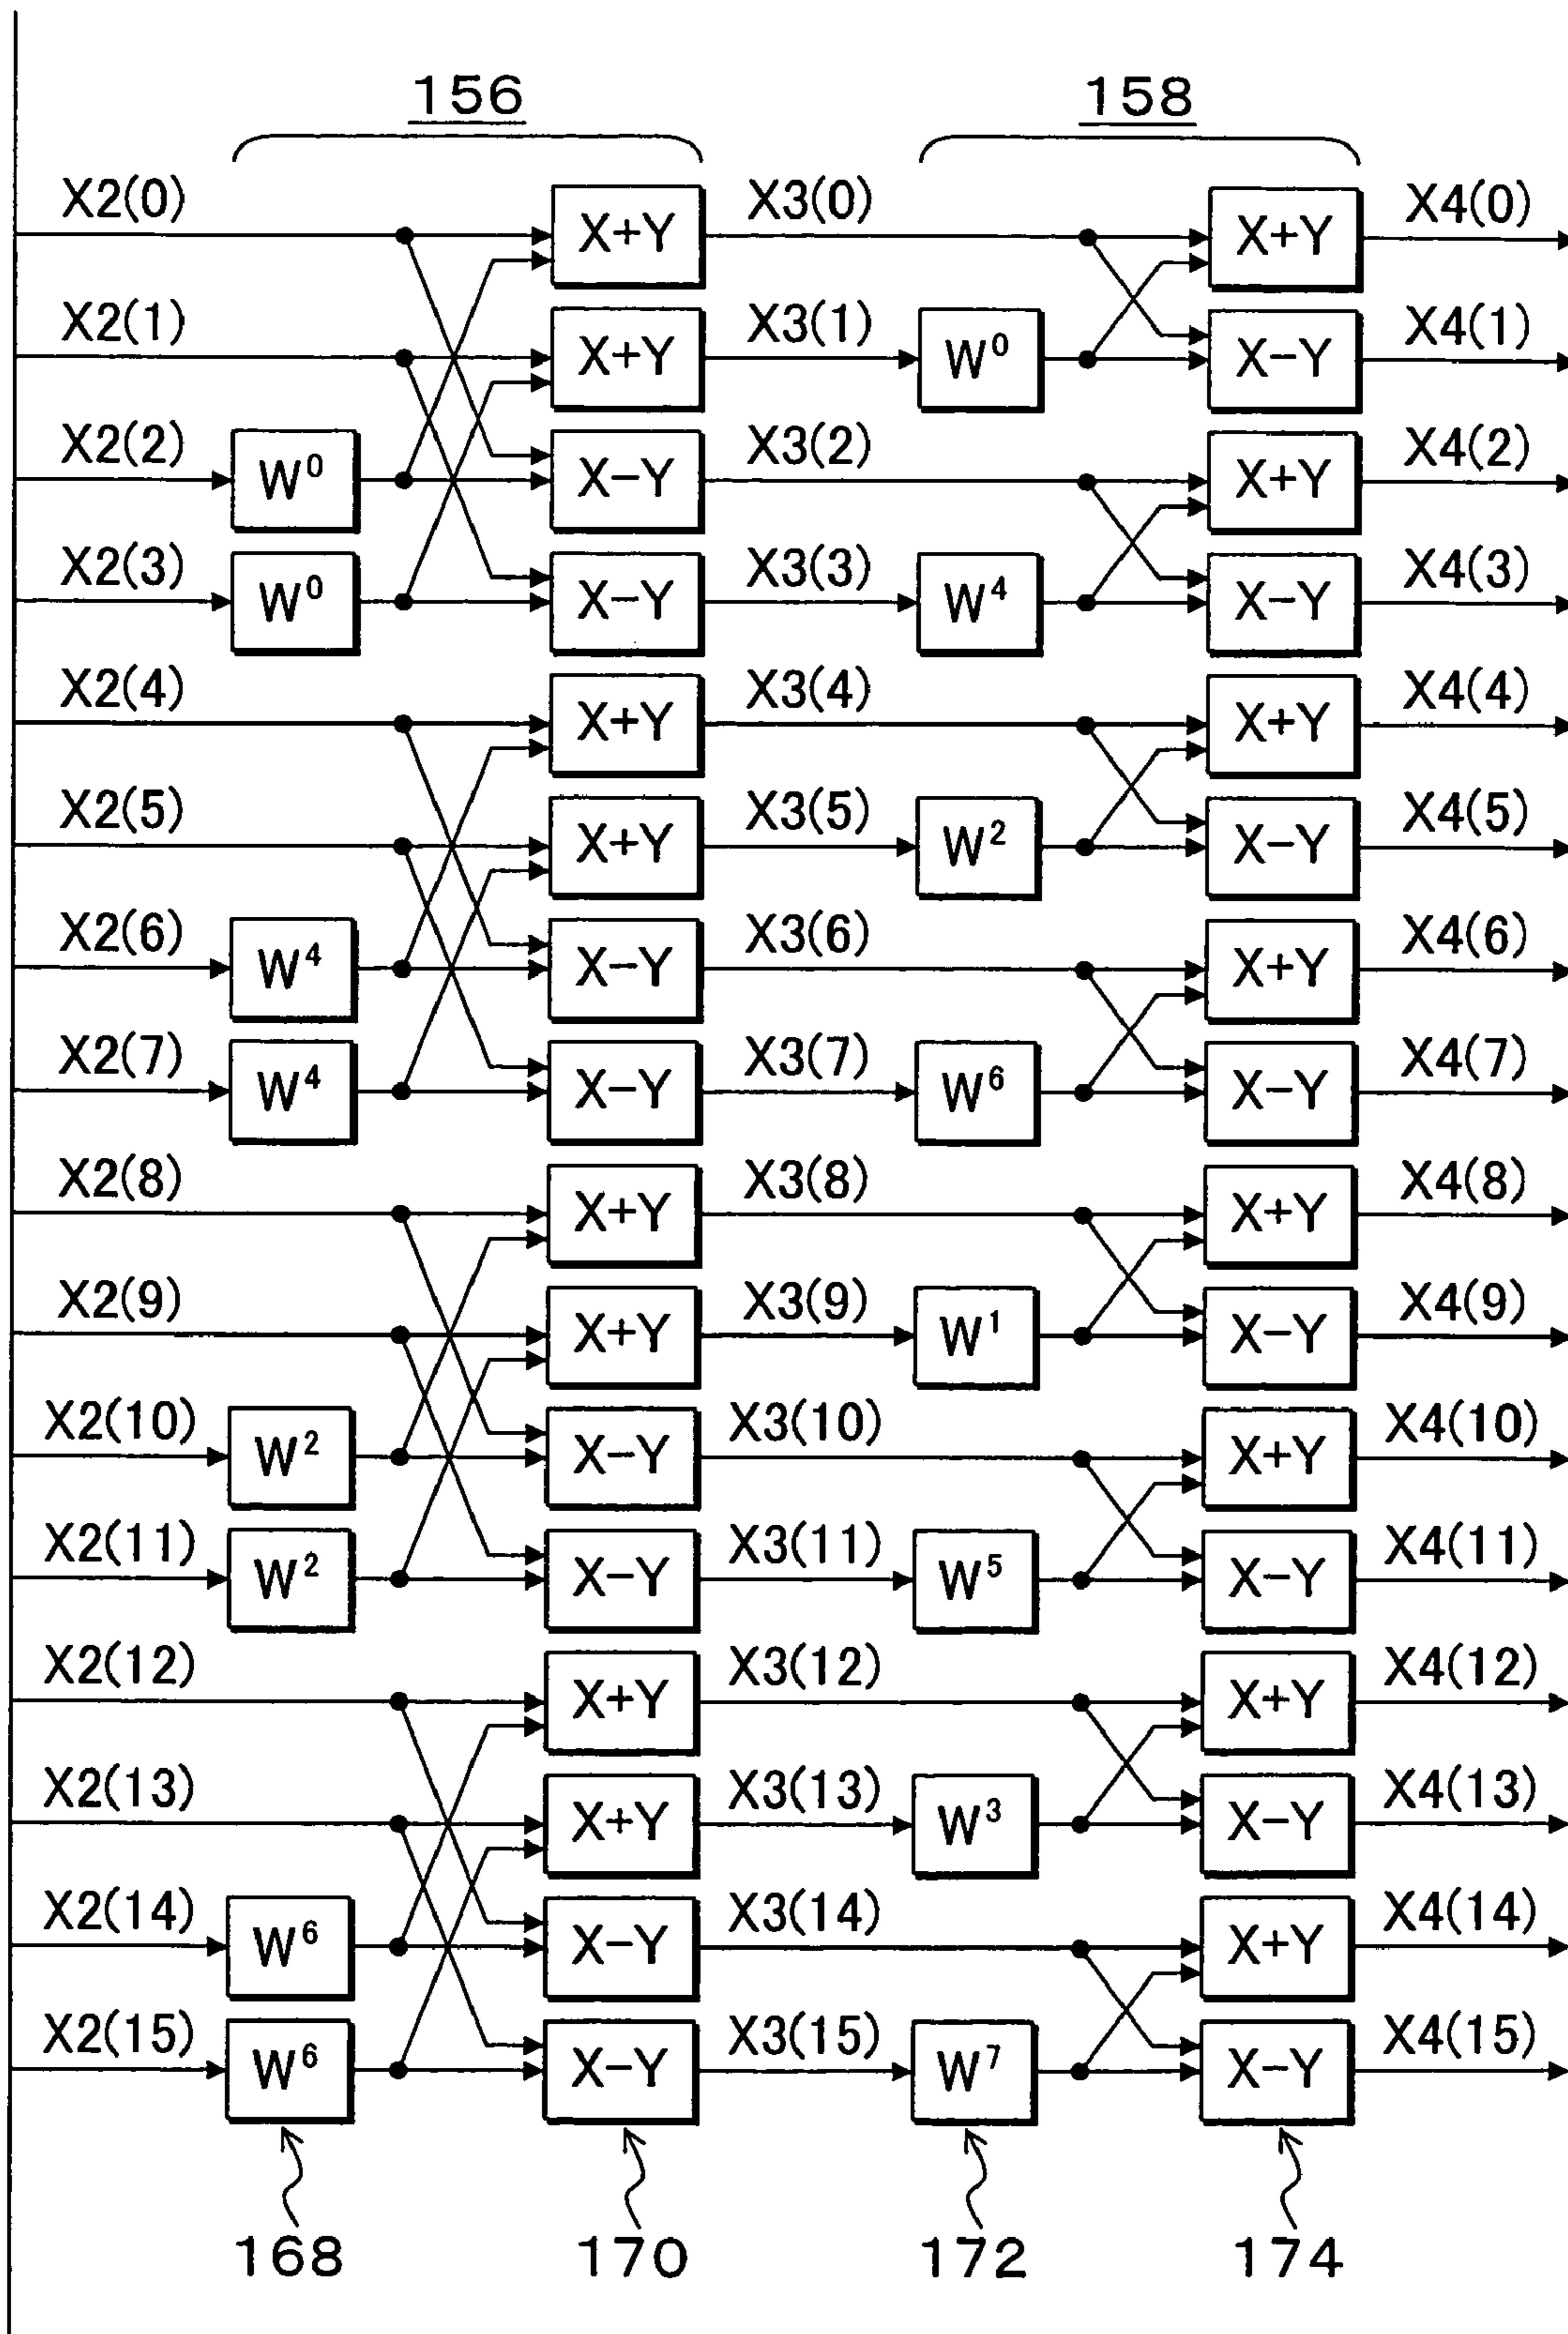 156 158
X2(0) X+Y X3(0) X+Y X4(0)
X2(1) X+Y X3(1) W⁰ X−Y X4(1)
X2(2) W⁰ X−Y X3(2) X+Y X4(2)
X2(3) W⁰ X−Y X3(3) W⁴ X−Y X4(3)
X2(4) X+Y X3(4) X+Y X4(4)
X2(5) X+Y X3(5) W² X−Y X4(5)
X2(6) W⁴ X−Y X3(6) X+Y X4(6)
X2(7) W⁴ X−Y X3(7) W⁶ X−Y X4(7)
X2(8) X+Y X3(8) X+Y X4(8)
X2(9) X+Y X3(9) W¹ X−Y X4(9)
X2(10) W² X−Y X3(10) X+Y X4(10)
X2(11) W² X−Y X3(11) W⁵ X−Y X4(11)
X2(12) X+Y X3(12) X+Y X4(12)
X2(13) X+Y X3(13) W³ X−Y X4(13)
X2(14) W⁶ X−Y X3(14) X+Y X4(14)
X2(15) W⁶ X−Y X3(15) W⁷ X−Y X4(15)
168 170 172 174